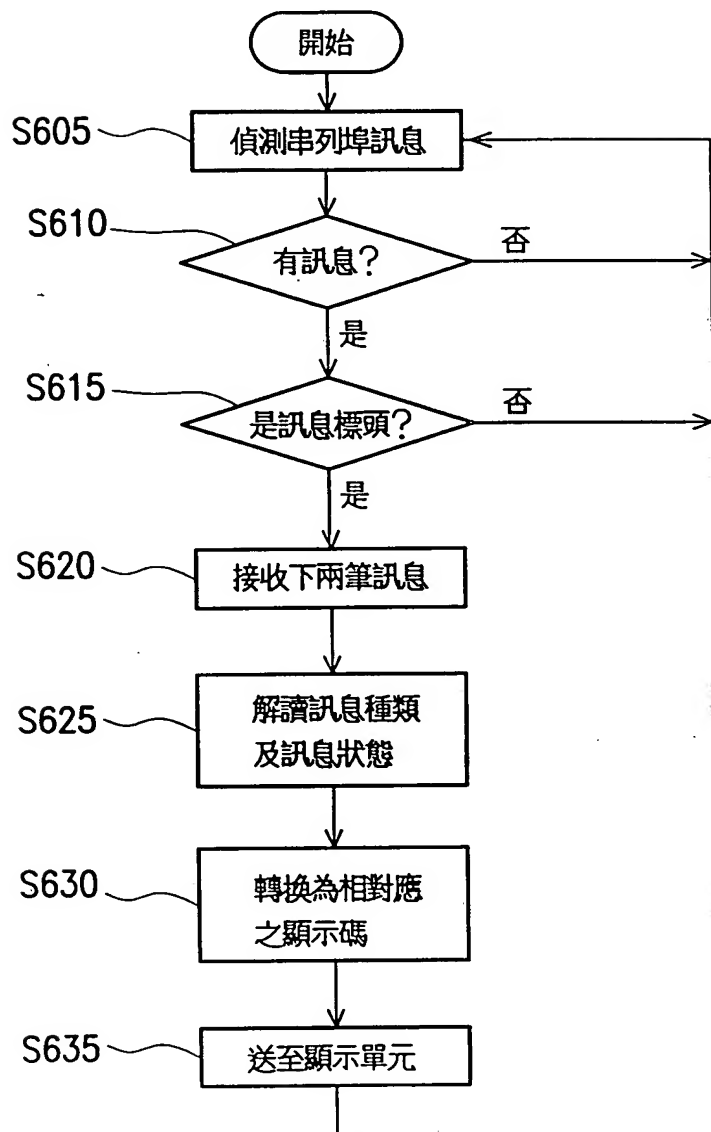 開始
S605
偵測串列埠訊息
S610
有訊息?
否
是
S615
是訊息標頭?
否
是
S620
接收下兩筆訊息
S625
解讀訊息種類
及訊息狀態
S630
轉換為相對應
之顯示碼
S635
送至顯示單元